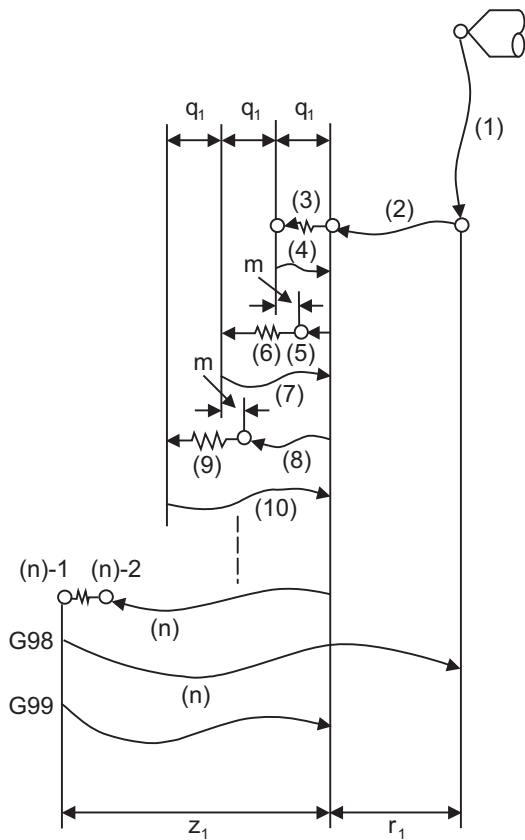 (1)
q₁ q₁ q₁
(3)
(2)
(4)
m
(6) (5)
m
(7)
(9)
(8)
(10)
(n)-1 (n)-2
(n)
G98
(n)
G99
z₁
r₁